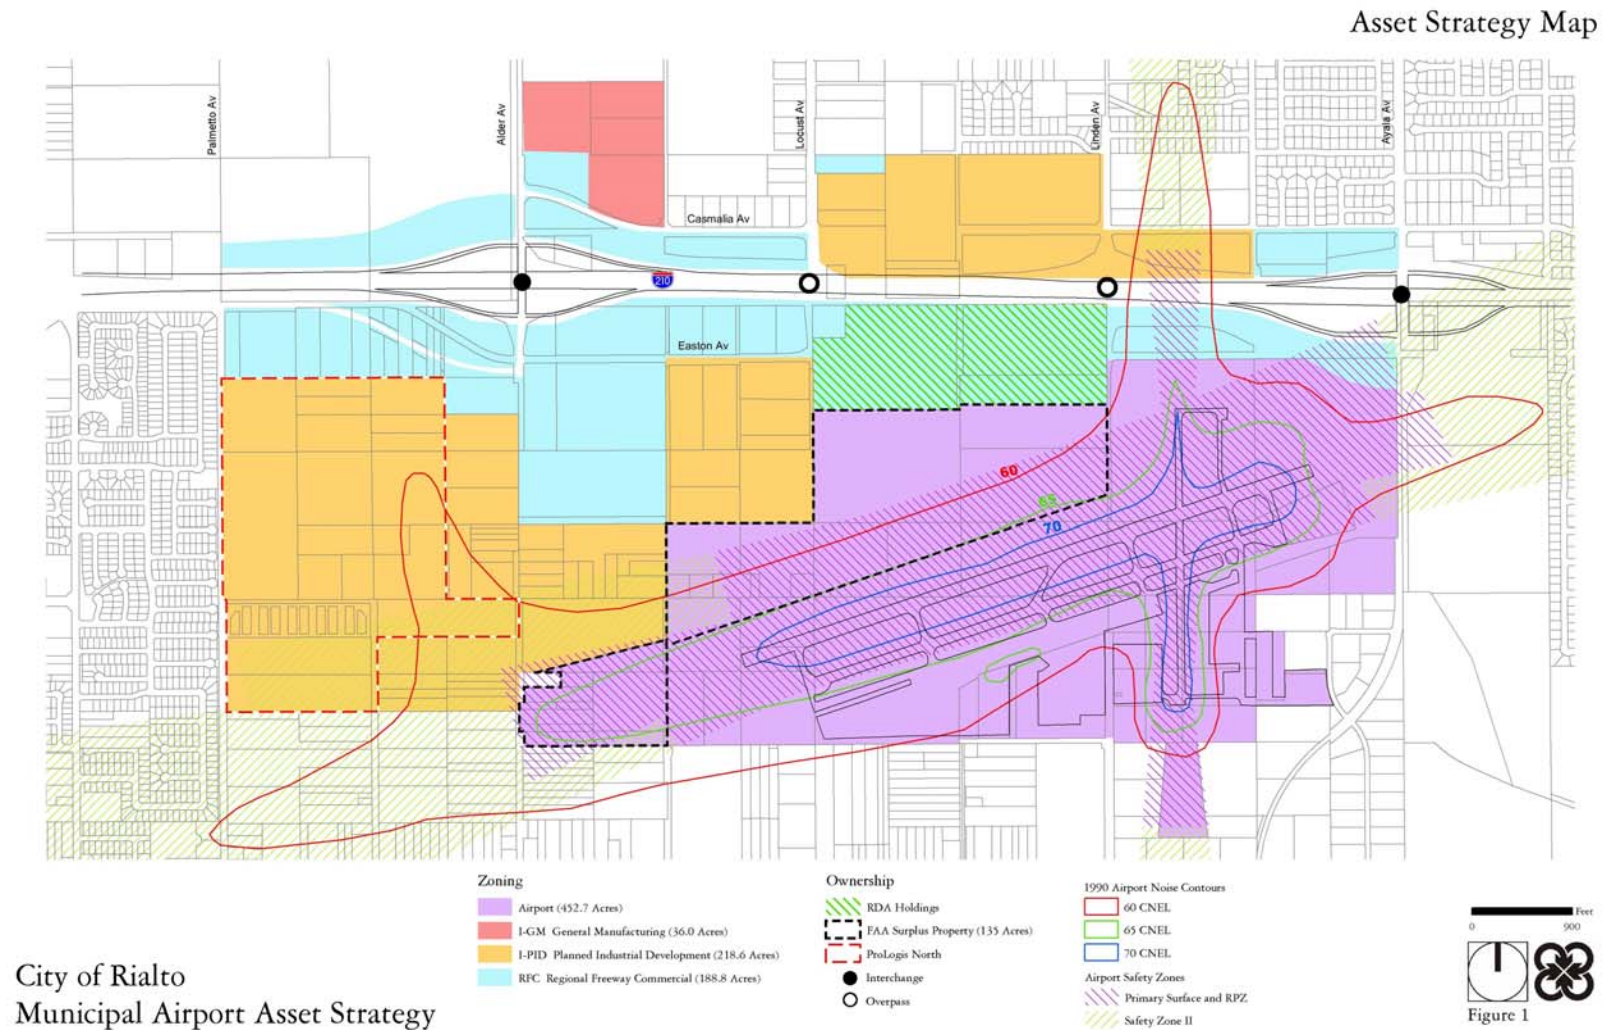 Asset Strategy Map
Palmetto Av
Alder Av
Locust Av
Linden Av
Ayala Av
Casmalia Av
210
Easton Av
60
65
70
Zoning
Airport (452.7 Acres)
I-GM General Manufacturing (36.0 Acres)
I-PID Planned Industrial Development (218.6 Acres)
RFC Regional Freeway Commercial (188.8 Acres)
Ownership
RDA Holdings
FAA Surplus Property (135 Acres)
ProLogis North
Interchange
Overpass
1990 Airport Noise Contours
60 CNEL
65 CNEL
70 CNEL
Airport Safety Zones
Primary Surface and RPZ
Safety Zone II
Feet
0 900
Figure 1
City of Rialto
Municipal Airport Asset Strategy